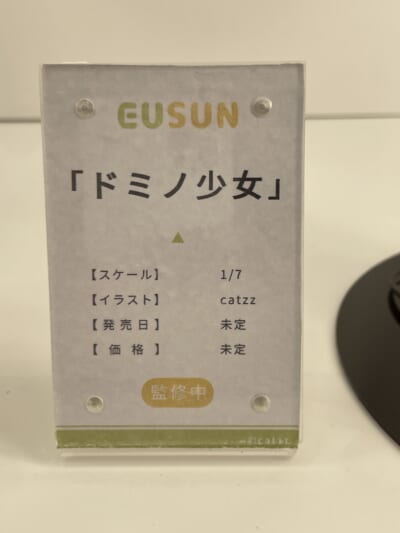 EUSUN
「ドミノ少女」
【スケール】 1/7
【イラスト】 catzz
【発売日】 未定
【価格】 未定
監修中